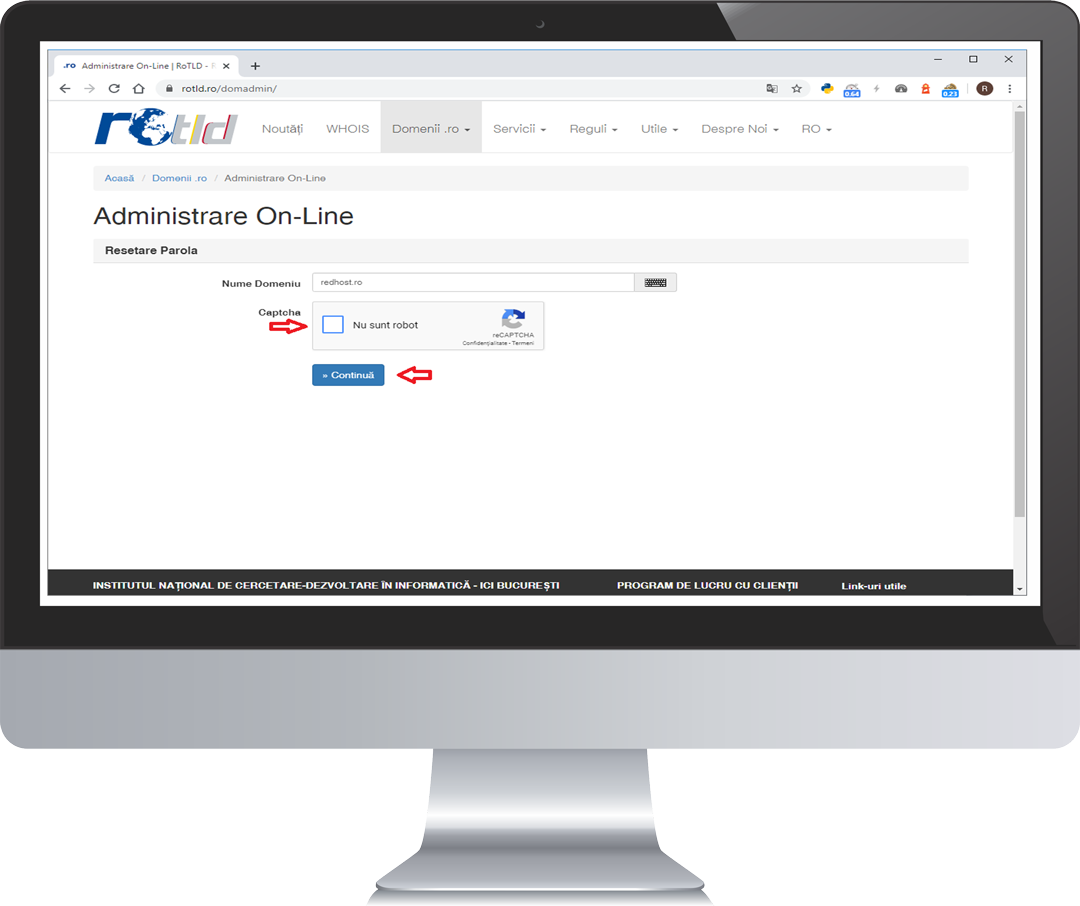 .ro Administrare On-Line | RoTLD - R
rotld.ro/domadmin/
0.64
0.23
R
rotld
Noutăți WHOIS Domenii .ro Servicii Reguli Utile Despre Noi RO
Acasă / Domenii .ro / Administrare On-Line
Administrare On-Line
Resetare Parola
Nume Domeniu redhost.ro
Captcha
Nu sunt robot
reCAPTCHA
Confidențialitate - Termeni
» Continuă
INSTITUTUL NAȚIONAL DE CERCETARE-DEZVOLTARE ÎN INFORMATICĂ - ICI BUCUREȘTI PROGRAM DE LUCRU CU CLIENȚII Link-uri utile